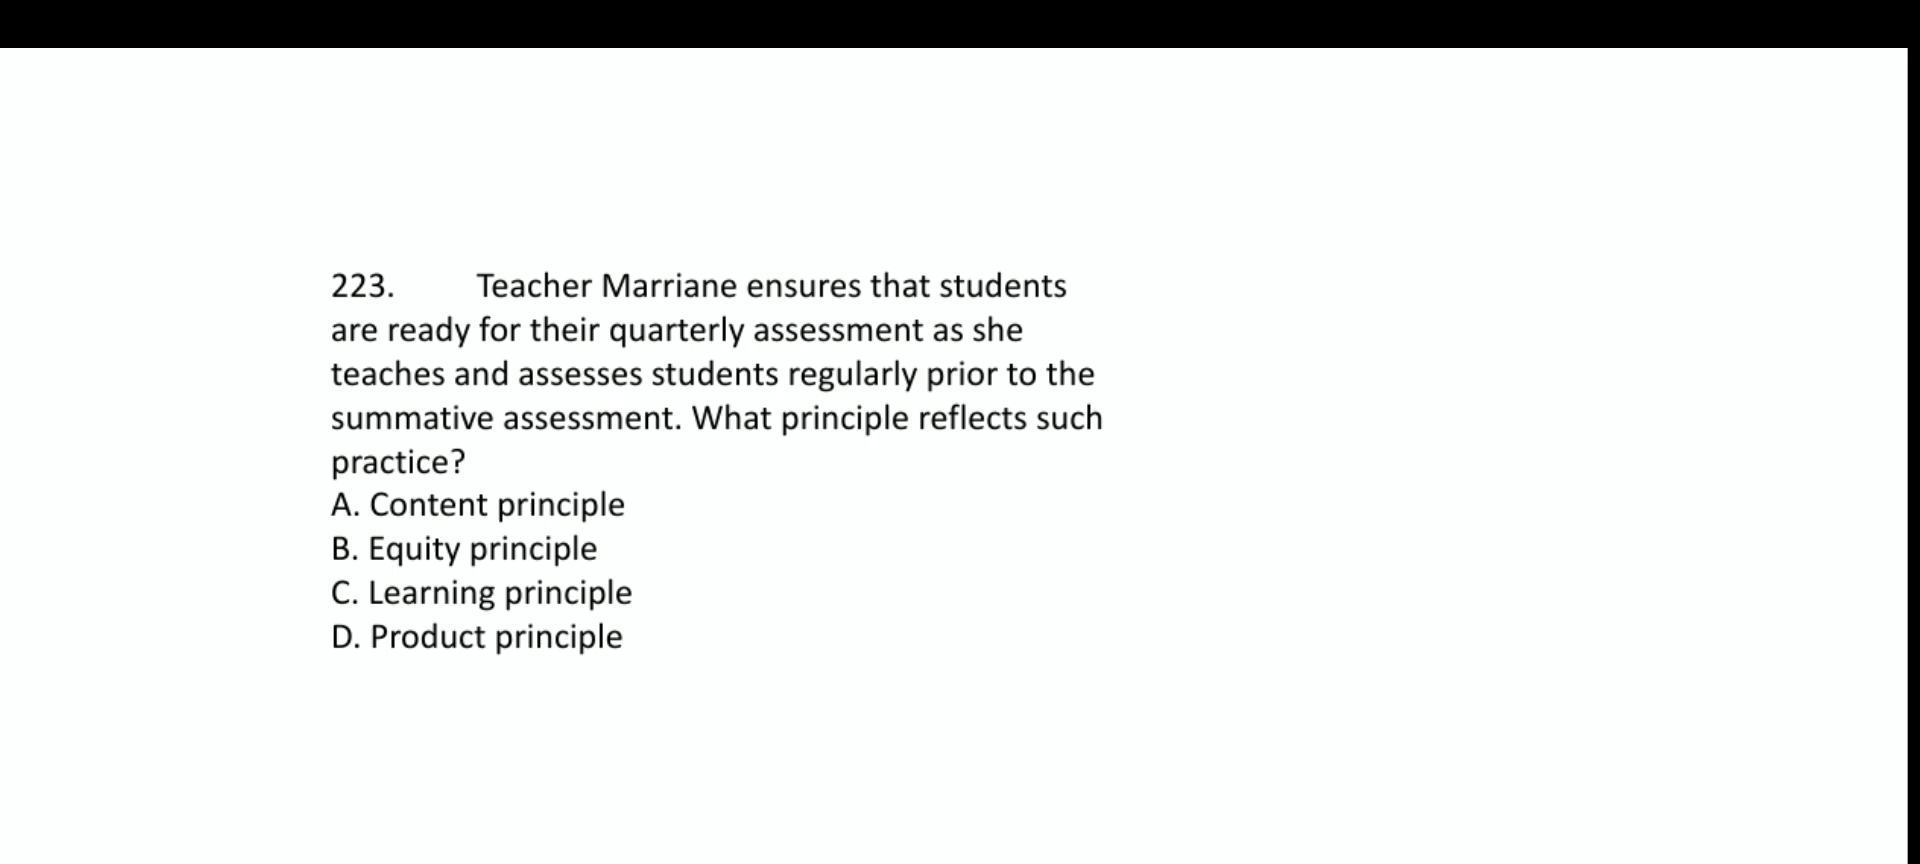 223. Teacher Marriane ensures that students
are ready for their quarterly assessment as she
teaches and assesses students regularly prior to the
summative assessment. What principle reflects such
practice?
A. Content principle
B. Equity principle
C. Learning principle
D. Product principle